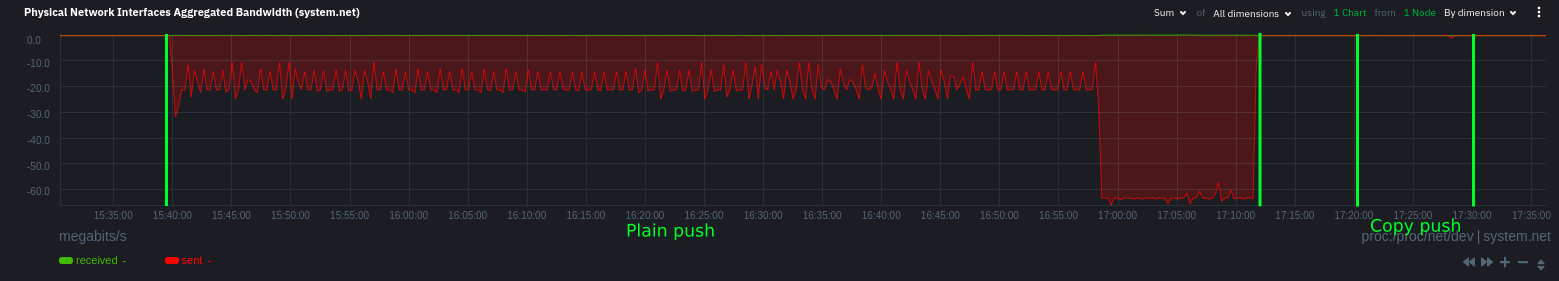 Physical Network Interfaces Aggregated Bandwidth (system.net)
Sum of All dimensions using 1 Chart from 1 Node By dimension
0.0
-10.0
-20.0
-30.0
-40.0
-50.0
-60.0
15:35:00 15:40:00 15:45:00 15:50:00 15:55:00 16:00:00 16:05:00 16:10:00 16:15:00 16:20:00 16:25:00 16:30:00 16:35:00 16:40:00 16:45:00 16:50:00 16:55:00 17:00:00 17:05:00 17:10:00 17:15:00 17:20:00 17:25:00 17:30:00 17:35:00
Plain push
Copy push
megabits/s
proc:/proc/net/dev | system.net
received -
sent -